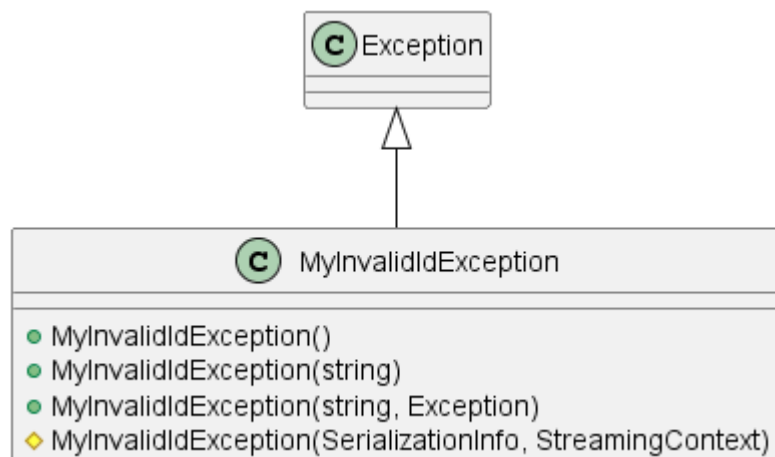 C Exception
C MyInvalidIdException
MyInvalidIdException()
MyInvalidIdException(string)
MyInvalidIdException(string, Exception)
MyInvalidIdException(SerializationInfo, StreamingContext)